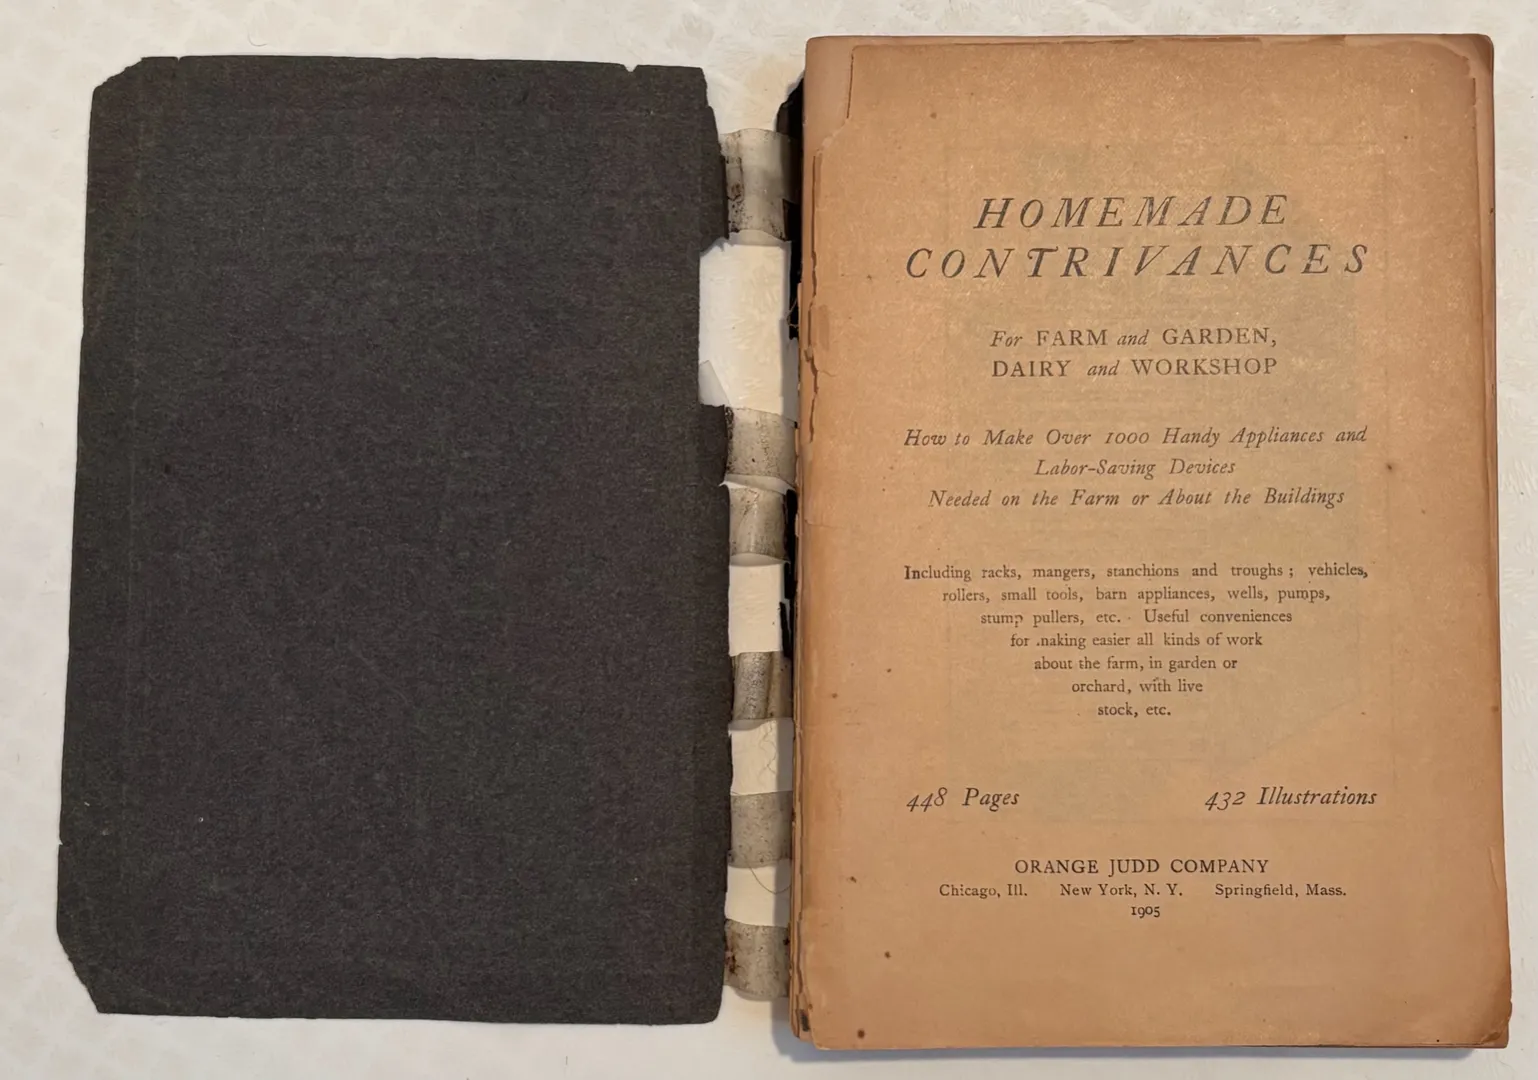 HOMEMADE
CONTRIVANCES
For FARM and GARDEN,
DAIRY and WORKSHOP
How to Make Over 1000 Handy Appliances and
Labor-Saving Devices
Needed on the Farm or About the Buildings
Including racks, mangers, stanchions and troughs; vehicles,
rollers, small tools, barn appliances, wells, pumps,
stump pullers, etc. Useful conveniences
for making easier all kinds of work
about the farm, in garden or
orchard, with live
stock, etc.
448 Pages 432 Illustrations
ORANGE JUDD COMPANY
Chicago, Ill. New York, N. Y. Springfield, Mass.
1905